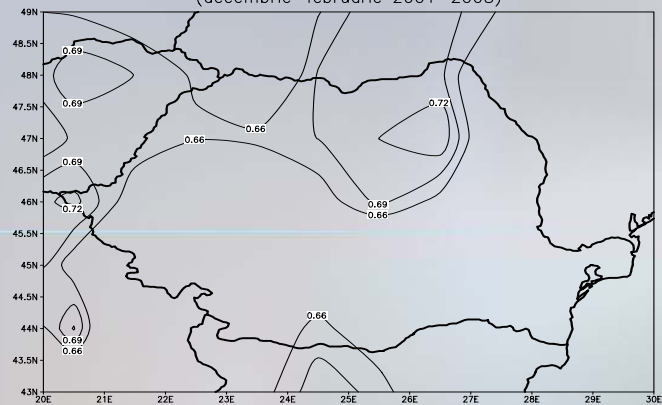 (decembrie-februarie 2001-2003)
49N
48.5N
48N
47.5N
47N
46.5N
46N
45.5N
45N
44.5N
44N
43.5N
43N
0.69
0.69
0.72
0.66
0.66
0.69
0.72
0.69
0.66
0.66
0.69
0.66
20E 21E 22E 23E 24E 25E 26E 27E 28E 29E 30E